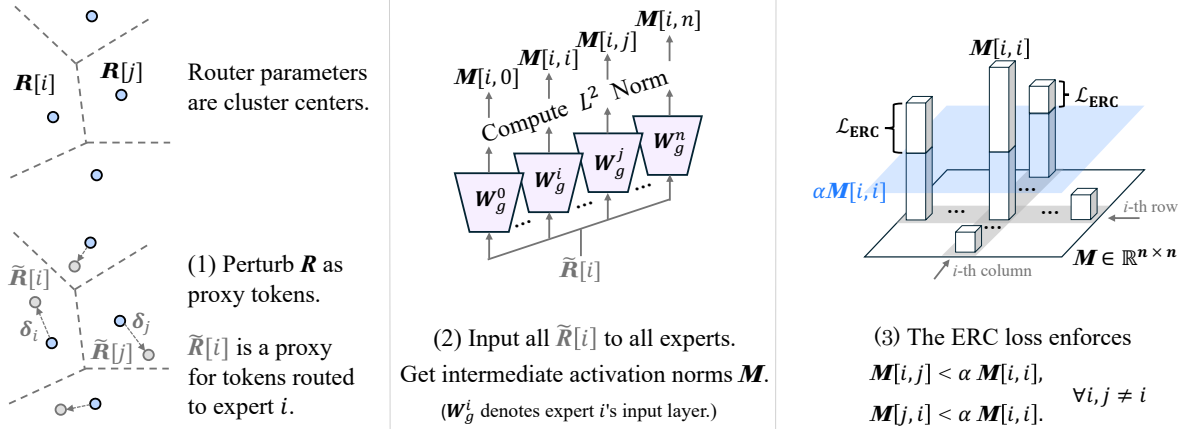 R[i]
R[j]
Router parameters
are cluster centers.
R̃[i]
δᵢ
δⱼ
R̃[j]
(1) Perturb R as
proxy tokens.
R̃[i] is a proxy
for tokens routed
to expert i.
M[i, 0]
M[i, i]
M[i, j]
M[i, n]
Compute L² Norm
W_g^0
W_g^i
W_g^j
W_g^n
...
...
...
R̃[i]
(2) Input all R̃[i] to all experts.
Get intermediate activation norms M.
(W_g^i denotes expert i's input layer.)
M[i, i]
ℒ_ERC
ℒ_ERC
αM[i, i]
...
...
...
...
i-th row
i-th column
M ∈ ℝ^{n × n}
(3) The ERC loss enforces
M[i, j] < α M[i, i],
∀i, j ≠ i
M[j, i] < α M[i, i].